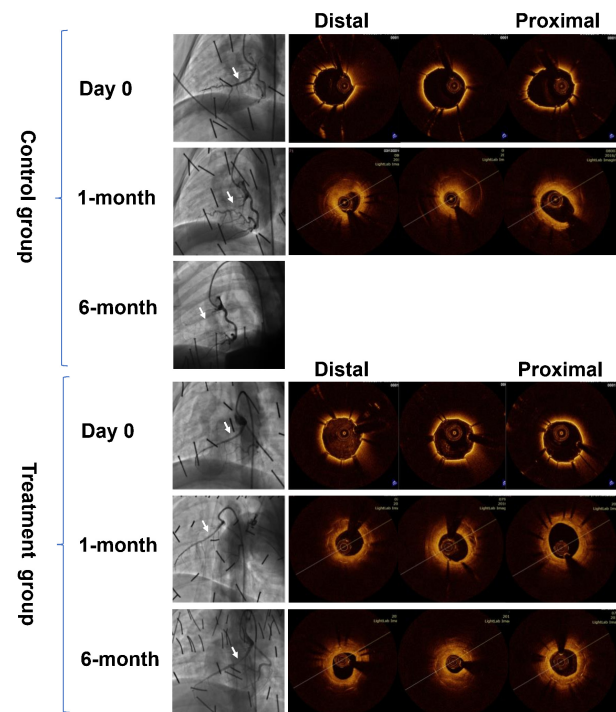 Distal Proximal
Control group
Day 0
1-month
6-month
Distal Proximal
Treatment group
Day 0
1-month
6-month